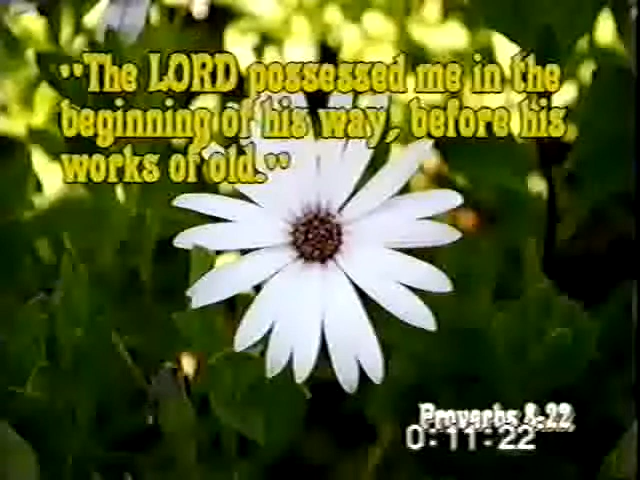 "The LORD possessed me in the
beginning of his way, before his
works of old."
Proverbs 8:22
0:11:22